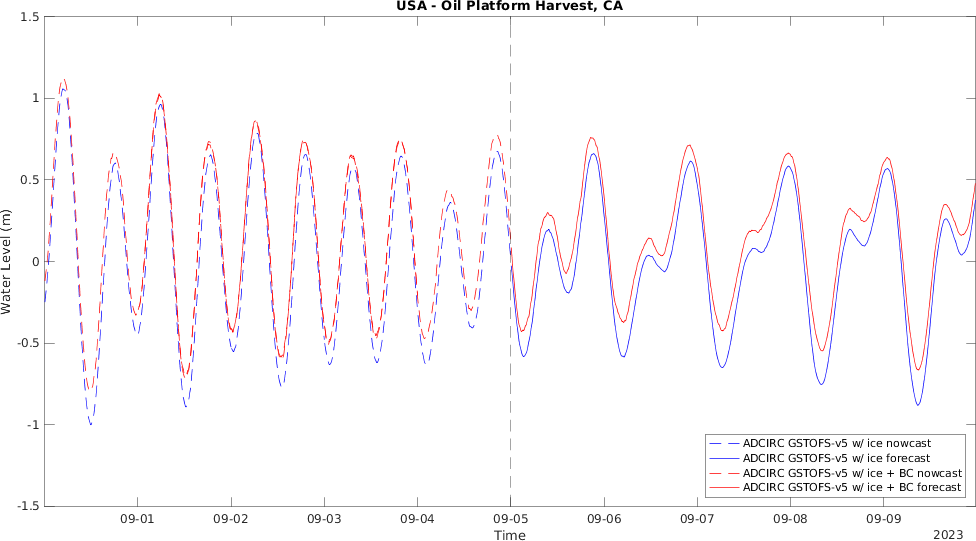 USA - Oil Platform Harvest, CA
1.5
1
0.5
0
-0.5
-1
-1.5
Water Level (m)
09-01 09-02 09-03 09-04 09-05 09-06 09-07 09-08 09-09
Time
2023
ADCIRC GSTOFS-v5 w/ ice nowcast
ADCIRC GSTOFS-v5 w/ ice forecast
ADCIRC GSTOFS-v5 w/ ice + BC nowcast
ADCIRC GSTOFS-v5 w/ ice + BC forecast